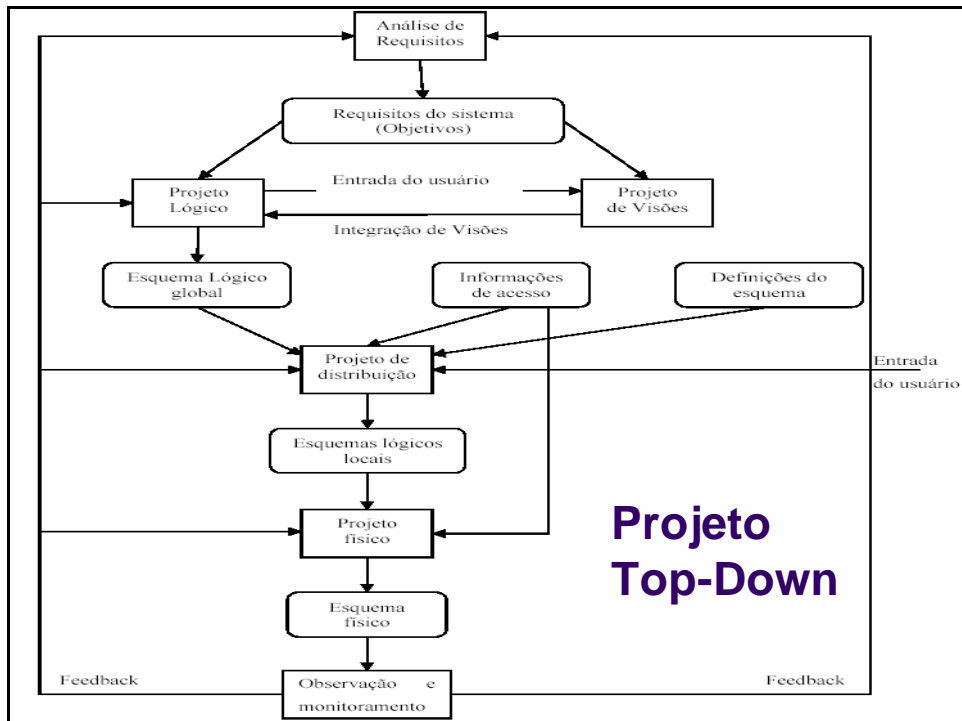 Análise de
Requisitos
Requisitos do sistema
(Objetivos)
Entrada do usuário
Projeto
Lógico
Projeto
de Visões
Integração de Visões
Esquema Lógico
global
Informações
de acesso
Definições do
esquema
Projeto de
distribuição
Entrada
do usuário
Esquemas lógicos
locais
Projeto
físico
Projeto
Top-Down
Esquema
físico
Feedback
Observação e
monitoramento
Feedback